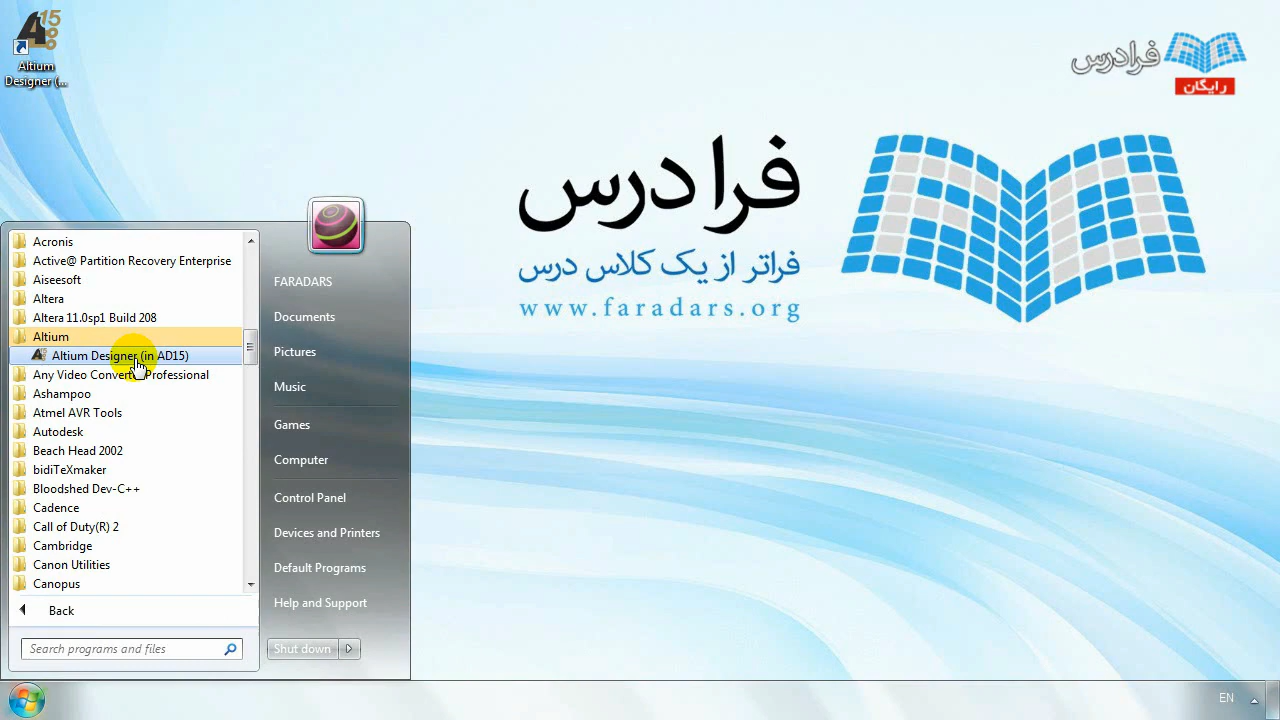 Altium
Designer (...
فرادرس
رایگان
فرادرس
فراتر از یک کلاس درس
www.faradars.org
Acronis
Active@ Partition Recovery Enterprise
Aiseesoft
Altera
Altera 11.0sp1 Build 208
Altium
Altium Designer (in AD15)
Any Video Converter Professional
Ashampoo
Atmel AVR Tools
Autodesk
Beach Head 2002
bidiTeXmaker
Bloodshed Dev-C++
Cadence
Call of Duty(R) 2
Cambridge
Canon Utilities
Canopus
Back
Search programs and files
FARADARS
Documents
Pictures
Music
Games
Computer
Control Panel
Devices and Printers
Default Programs
Help and Support
Shut down
EN